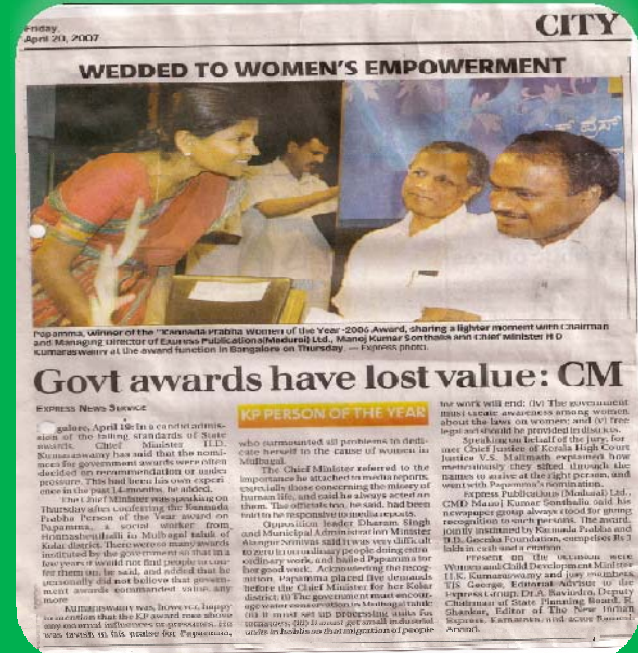 Friday,
April 20, 2007
CITY
WEDDED TO WOMEN'S EMPOWERMENT
Papamma, winner of the "Kannada Prabha Women of the Year -2006 Award, sharing a lighter moment with Chairman
and Managing Director of Express Publications(Madurai) Ltd., Manoj Kumar Sonthalia and Chief Minister H D
Kumaraswamy at the award function in Bangalore on Thursday. — Express photo.
Govt awards have lost value: CM
EXPRESS NEWS SERVICE
galore, April 19: In a candid admis-
sion of the falling standards of State
awards, Chief Minister H.D.
Kumaraswamy has said that the nomi-
nees for government awards were often
decided on recommendation or under
pressure. This had been his own experi-
ence in the past 14 months, he added.
The Chief Minister was speaking on
Thursday after conferring the Kannada
Prabha Person of the Year award on
Papamma, a social worker from
in Mulbagal taluk of
Kolar district. There were so many awards
instituted by the government so that in a
few years it would not find people to con-
fer them on, he said, and added that he
personally did not believe that govern-
ment awards commanded value any
more.
Kumaraswamy was, however, happy
to mention that the KP award was above
any external influences or pressures. He
was lavish in his praise for Papamma,
KP PERSON OF THE YEAR
who surmounted all problems to dedi-
cate herself to the cause of women in
Mulbagal.
The Chief Minister referred to the
importance he attached to media reports,
especially those concerning the misery of
human life, and said he always acted on
them. The officials too, he said, had been
told to be responsive to media reports.
Opposition leader Dharam Singh
and Municipal Administration Minister
Alangur Srinivas said it was very difficult
to zero in on ordinary people doing extra-
ordinary work, and hailed Papamma for
her good work. Acknowledging the recog-
nition, Papamma placed five demands
before the Chief Minister for her Kolar
district: (i) The government must encour-
age water conservation in Mulbagal taluk;
(ii) It must set up processing units for
tomatoes; (iii) It must get small industrial
units in hoblis so that migration of people
for work will end; (iv) The government
must create awareness among women
about the laws on women; and (v) free
legal aid should be provided in districts.
Speaking on behalf of the jury, for-
mer Chief Justice of Kerala High Court
Justice V.S. Malimath explained how
meticulously they sifted through the
names to arrive at the right person, and
went with Papamma's nomination.
Express Publications (Madurai) Ltd.,
CMD Manoj Kumar Sonthalia said his
newspaper group always stood for giving
recognition to such persons. The award,
jointly instituted by Kannada Prabha and
Goenka Foundation, comprises Rs 1
lakh in cash and a citation.
Present on the occasion were
Women and Child Development Minister
H.K. Kumaraswamy and jury members
TJS George, Editorial Advisor to the
Express Group, Dr.A. Ravindra, Deputy
Chairman of State Planning Board, R.
Shankar, Editor of The New Indian
Express, Karnataka, and actor Ramesh
Aravind.